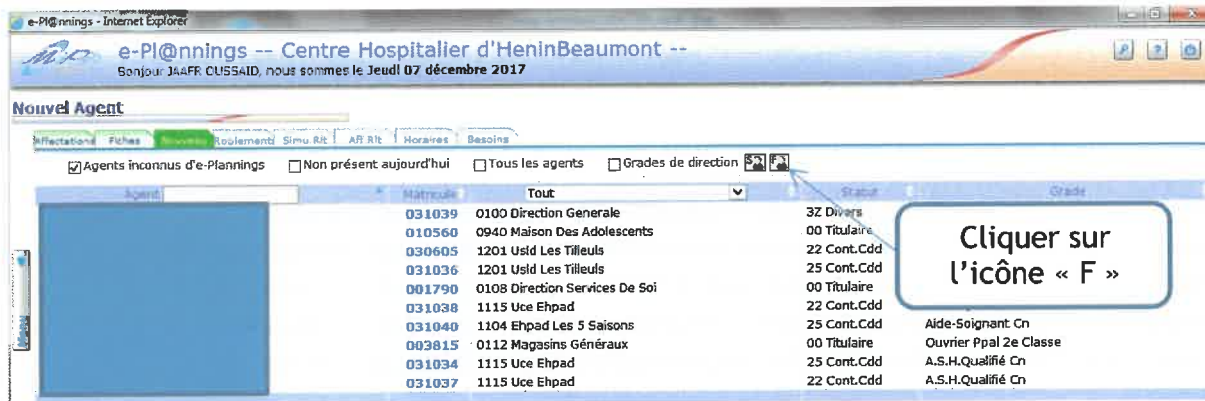 e-Pl@nnings - Internet Explorer
e-Pl@nnings -- Centre Hospitalier d'HeninBeaumont --
Bonjour JAAFR OUSSAID, nous sommes le Jeudi 07 décembre 2017
Nouvel Agent
Affectations Fiches Nouveau Roulements Simu Rlt Aff Rlt Horaires Besoins
Agents inconnus d'e-Plannings Non présent aujourd'hui Tous les agents Grades de direction S F
Agent Matricule Tout Statut Grade
031039 0100 Direction Generale 3Z Divers
010560 0940 Maison Des Adolescents 00 Titulaire
030605 1201 Usld Les Tilleuls 22 Cont.Cdd
031036 1201 Usld Les Tilleuls 25 Cont.Cdd
001790 0108 Direction Services De Soi 00 Titulaire
031038 1115 Uce Ehpad 22 Cont.Cdd
031040 1104 Ehpad Les 5 Saisons 25 Cont.Cdd Aide-Soignant Cn
003815 0112 Magasins Généraux 00 Titulaire Ouvrier Ppal 2e Classe
031034 1115 Uce Ehpad 25 Cont.Cdd A.S.H.Qualifié Cn
031037 1115 Uce Ehpad 22 Cont.Cdd A.S.H.Qualifié Cn
Cliquer sur
l'icône « F »
MENU